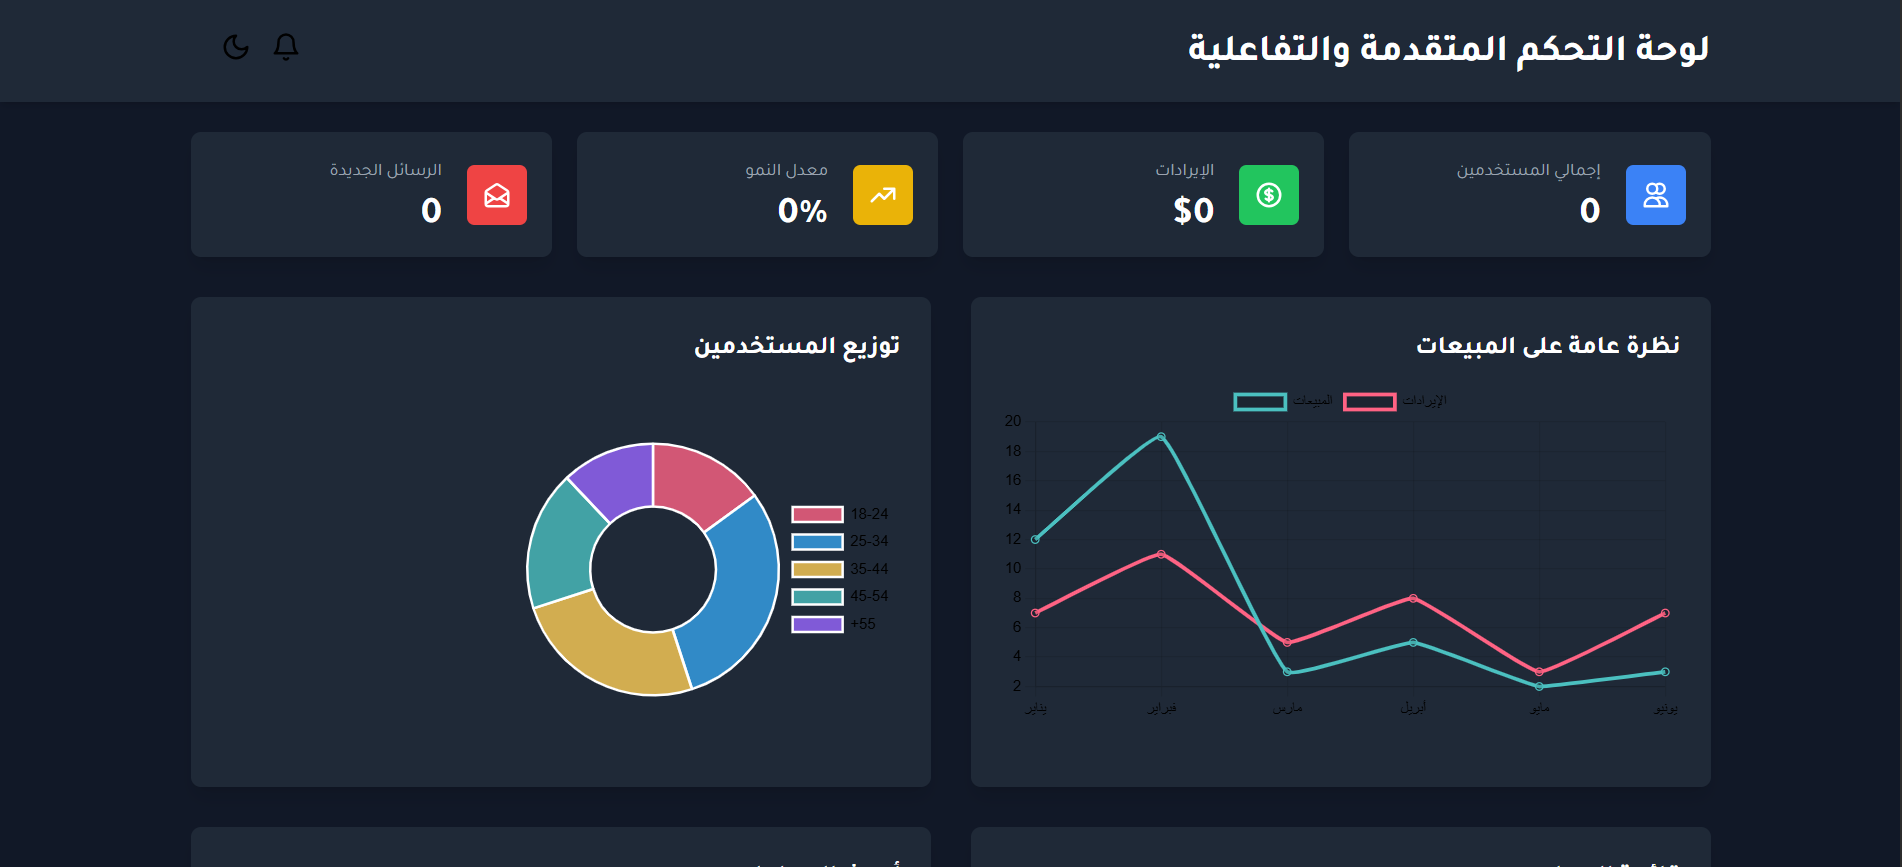 لوحة التحكم المتقدمة والتفاعلية
إجمالي المستخدمين
0
الإيرادات
$0
معدل النمو
0%
الرسائل الجديدة
0
نظرة عامة على المبيعات
الإيرادات
المبيعات
20
18
16
14
12
10
8
6
4
2
يناير
فبراير
مارس
أبريل
مايو
يونيو
توزيع المستخدمين
18-24
25-34
35-44
45-54
+55